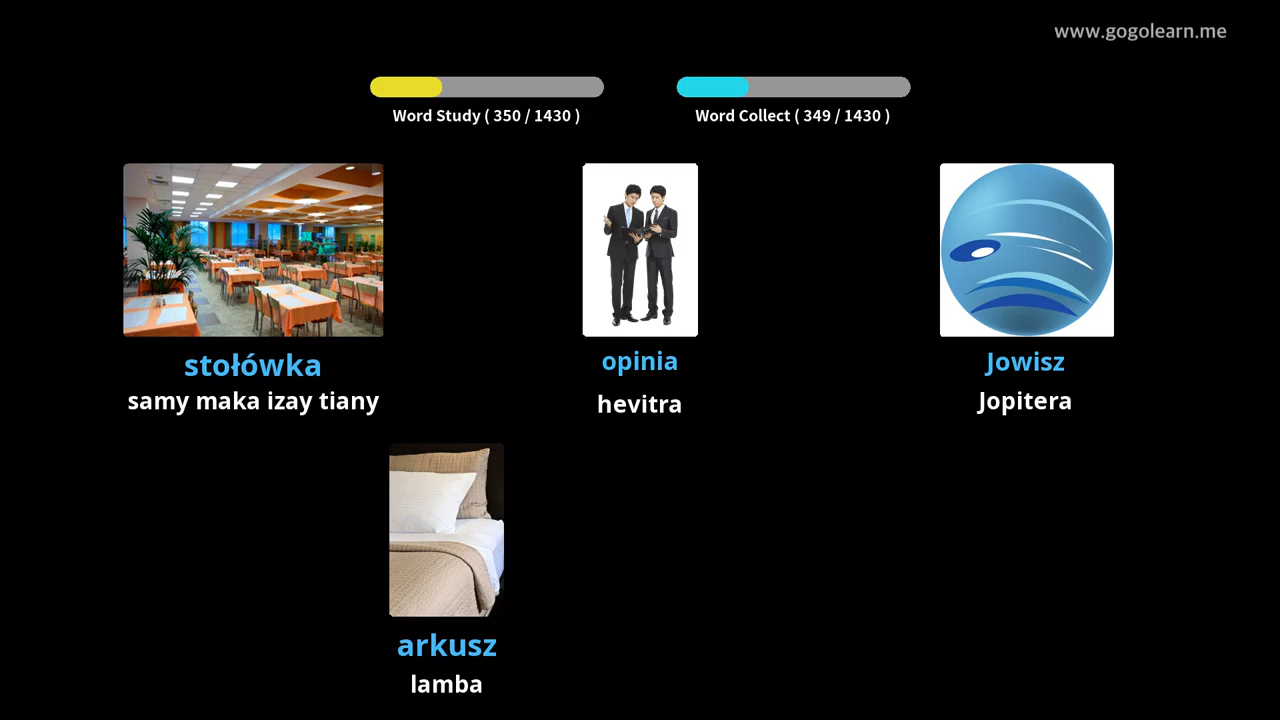 www.gogolearn.me
Word Study ( 350 / 1430 )
Word Collect ( 349 / 1430 )
stołówka
samy maka izay tiany
opinia
hevitra
Jowisz
Jopitera
arkusz
lamba